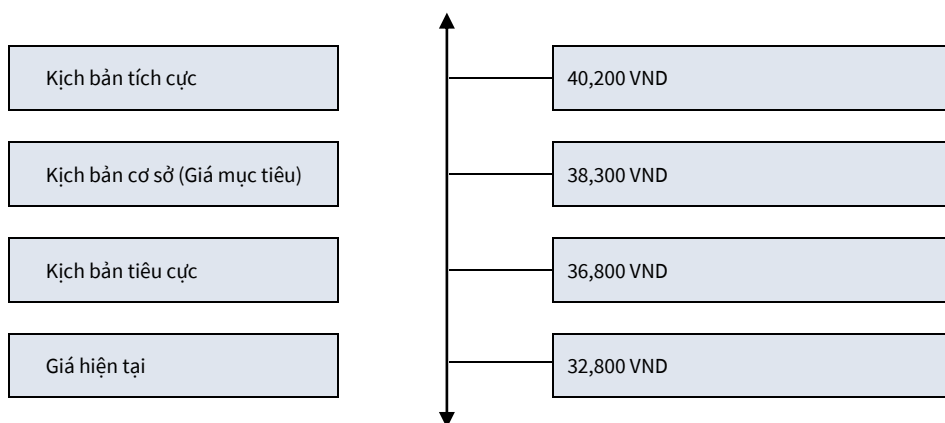 Kịch bản tích cực
40,200 VND
Kịch bản cơ sở (Giá mục tiêu)
38,300 VND
Kịch bản tiêu cực
36,800 VND
Giá hiện tại
32,800 VND